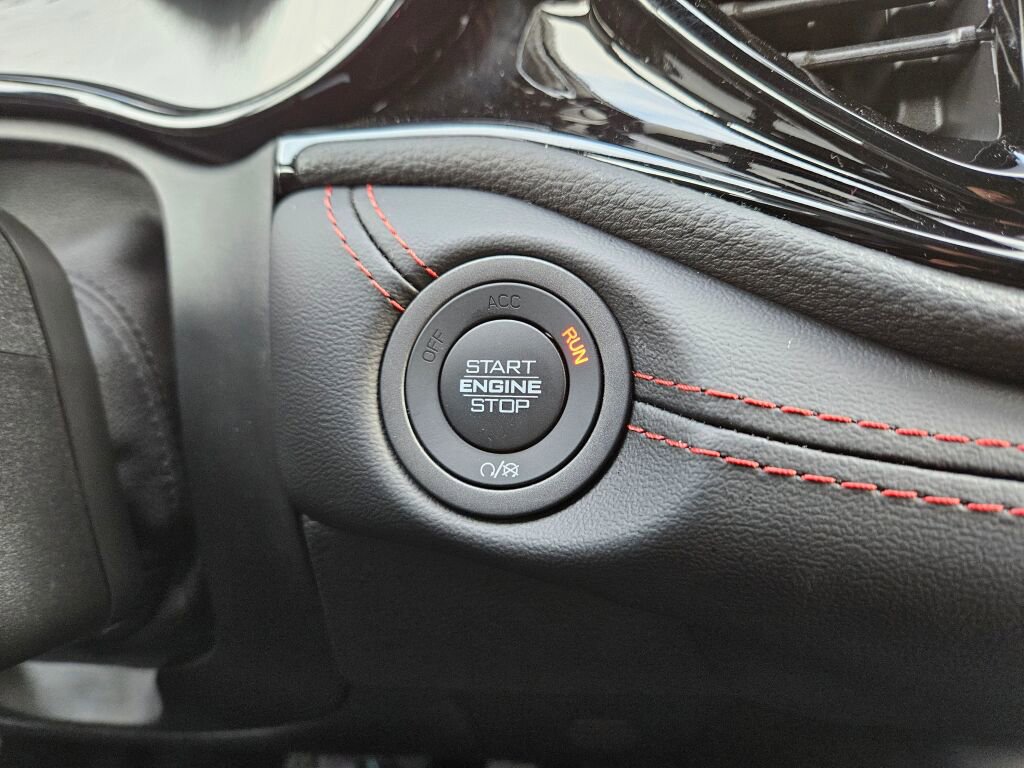 ACC
OFF
RUN
START
ENGINE
STOP